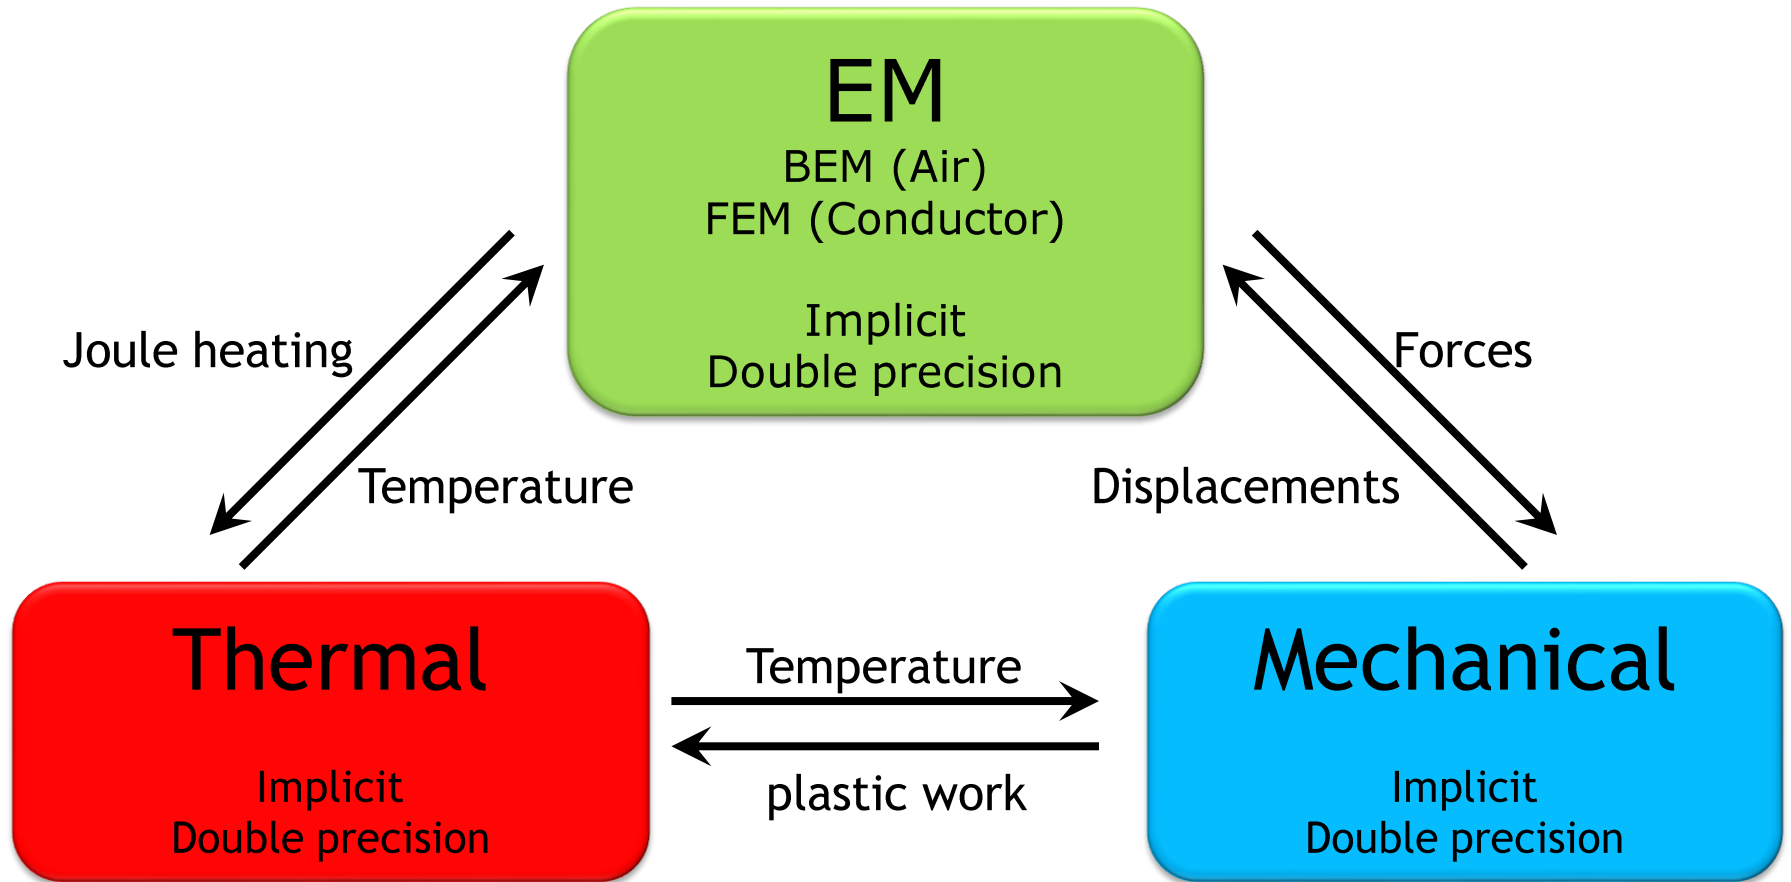 EM
BEM (Air)
FEM (Conductor)
Implicit
Double precision
Joule heating
Forces
Temperature
Displacements
Thermal
Implicit
Double precision
Temperature
plastic work
Mechanical
Implicit
Double precision